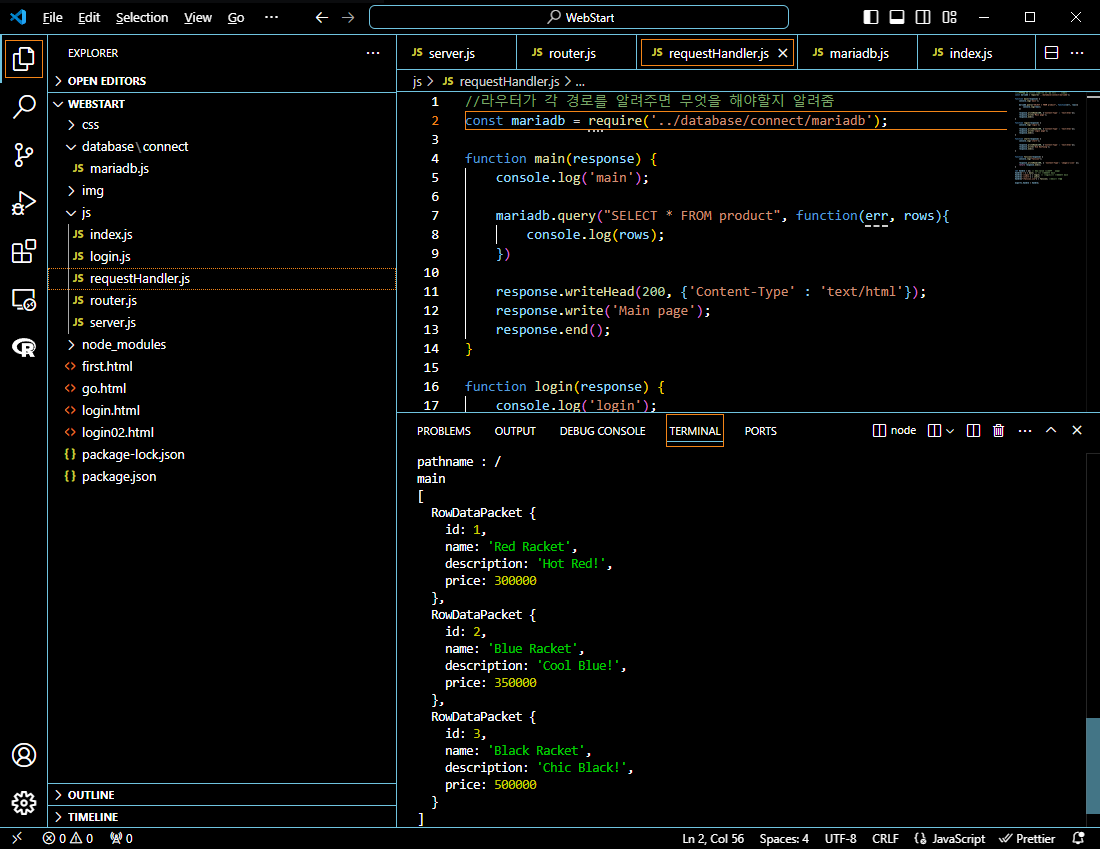 File Edit Selection View Go ··· WebStart
EXPLORER ···
OPEN EDITORS
WEBSTART
css
database\connect
JS mariadb.js
img
js
JS index.js
JS login.js
JS requestHandler.js
JS router.js
JS server.js
node_modules
<> first.html
<> go.html
<> login.html
<> login02.html
{} package-lock.json
{} package.json
OUTLINE
TIMELINE
JS server.js JS router.js JS requestHandler.js JS mariadb.js JS index.js ···
js > JS requestHandler.js > ...
1 //라우터가 각 경로를 알려주면 무엇을 해야할지 알려줌
2 const mariadb = require('../database/connect/mariadb');
3
4 function main(response) {
5 console.log('main');
6
7 mariadb.query("SELECT * FROM product", function(err, rows){
8 console.log(rows);
9 })
10
11 response.writeHead(200, {'Content-Type' : 'text/html'});
12 response.write('Main page');
13 response.end();
14 }
15
16 function login(response) {
17 console.log('login');
PROBLEMS OUTPUT DEBUG CONSOLE TERMINAL PORTS node ···
pathname : /
main
[
RowDataPacket {
id: 1,
name: 'Red Racket',
description: 'Hot Red!',
price: 300000
},
RowDataPacket {
id: 2,
name: 'Blue Racket',
description: 'Cool Blue!',
price: 350000
},
RowDataPacket {
id: 3,
name: 'Black Racket',
description: 'Chic Black!',
price: 500000
}
]
0 0 0 Ln 2, Col 56 Spaces: 4 UTF-8 CRLF {} JavaScript Prettier